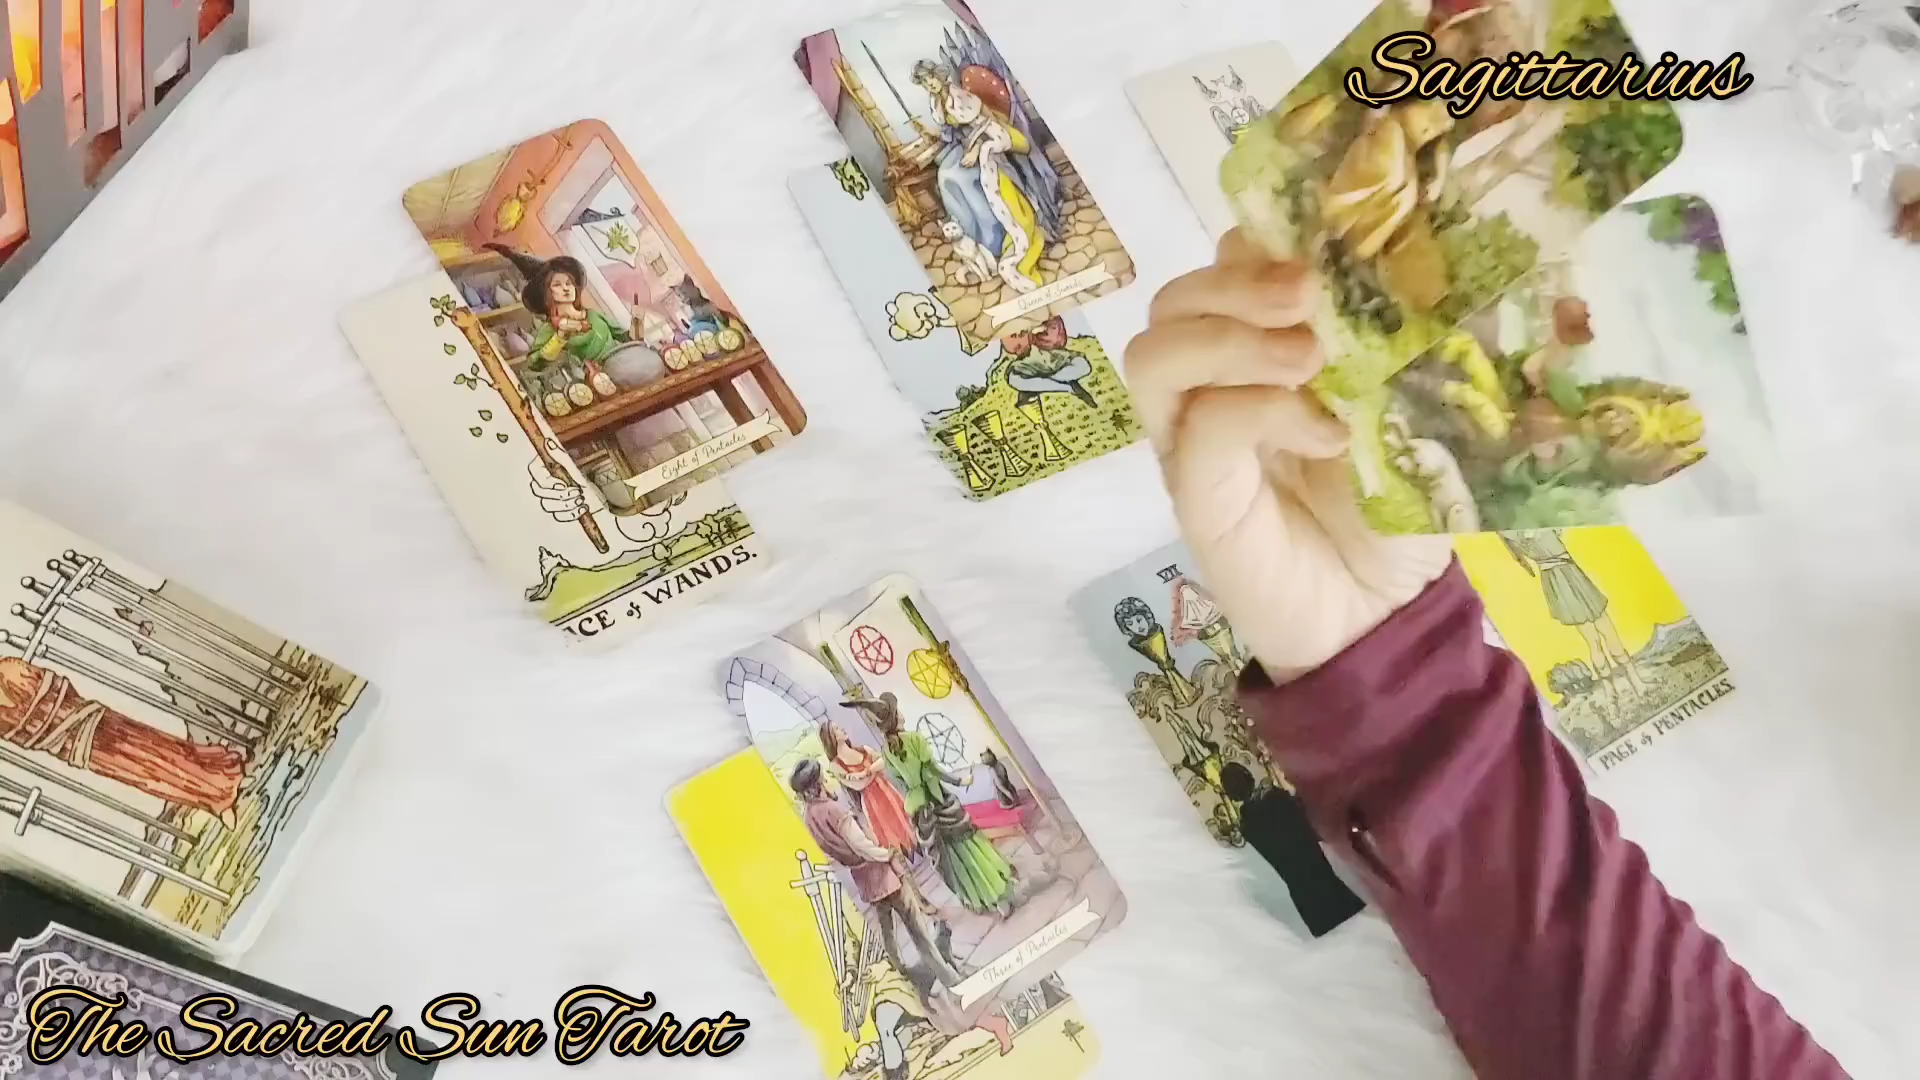 Sagittarius
Queen of Swords
Eight of Pentacles
ACE of WANDS.
VII
PAGE of PENTACLES.
Three of Pentacles
The Sacred Sun Tarot